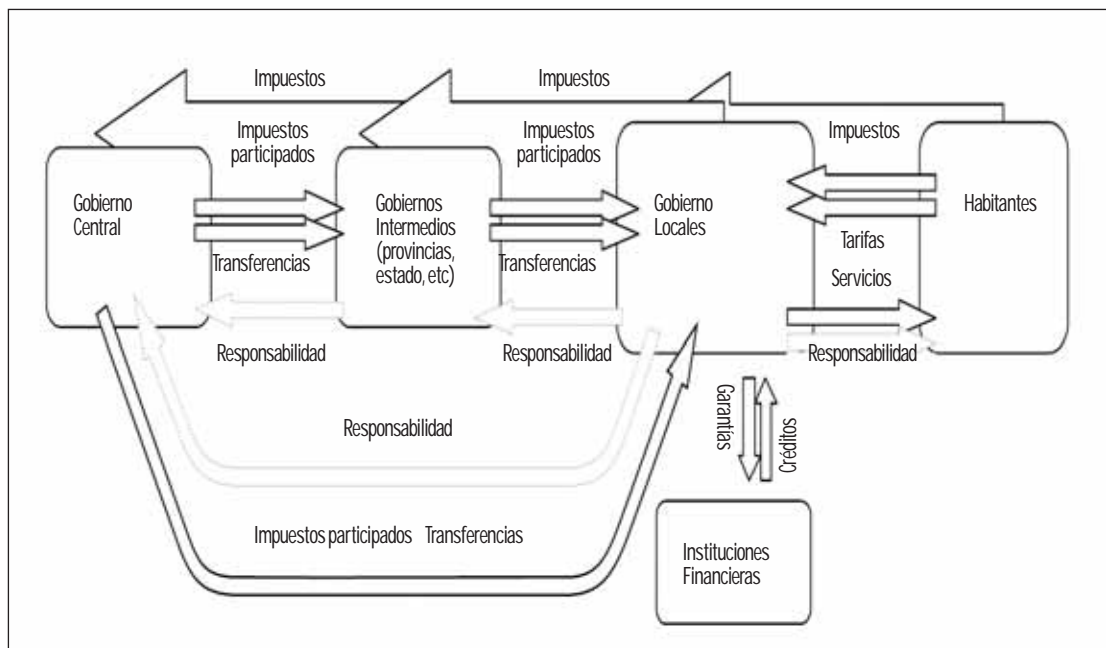 Impuestos
Impuestos
Impuestos
participados
Impuestos
participados
Impuestos
Gobierno
Central
Gobiernos
Intermedios
(provincias,
estado, etc)
Gobierno
Locales
Habitantes
Transferencias
Transferencias
Tarifas
Servicios
Responsabilidad
Responsabilidad
Responsabilidad
Garantías
Créditos
Responsabilidad
Impuestos participados Transferencias
Instituciones
Financieras